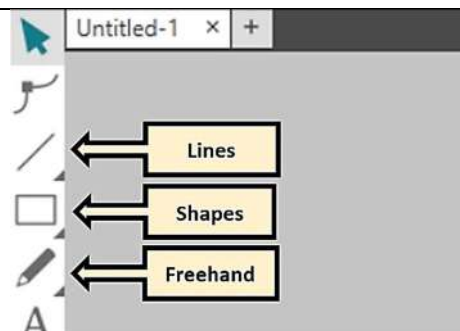 Untitled-1 × +
Lines
Shapes
Freehand
A